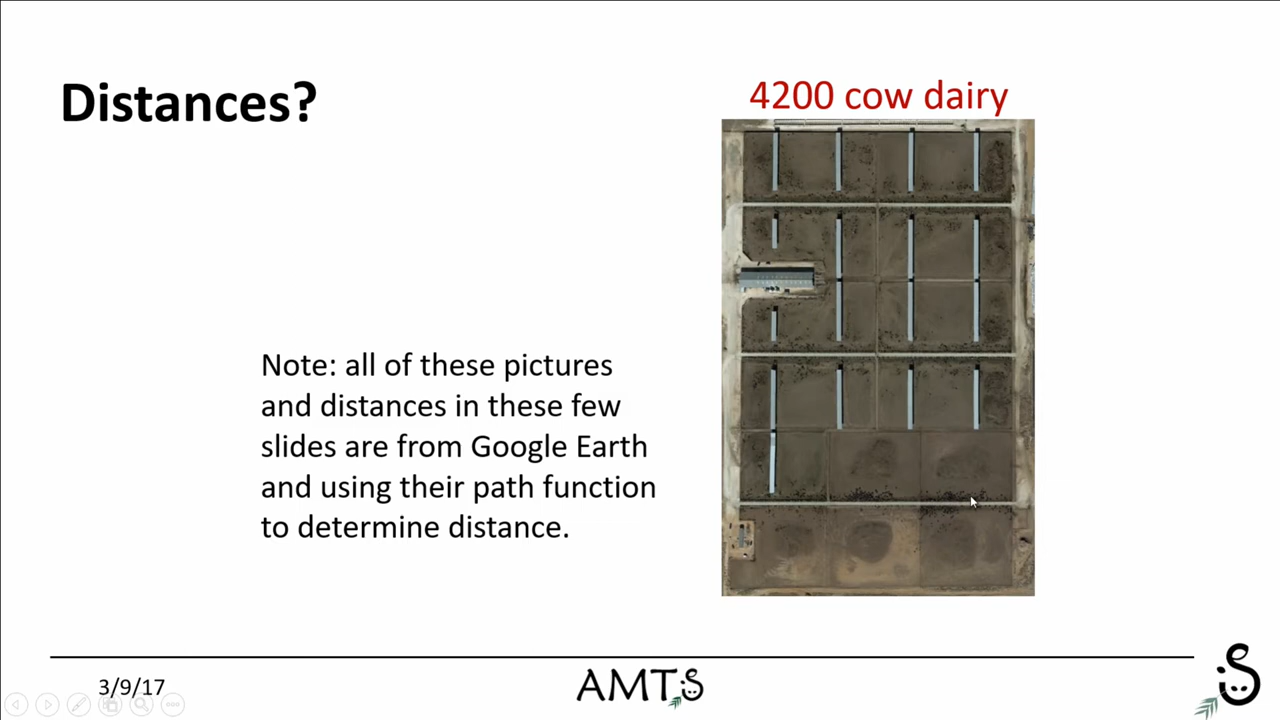 Distances?
4200 cow dairy
Note: all of these pictures
and distances in these few
slides are from Google Earth
and using their path function
to determine distance.
3/9/17
AMTS
S